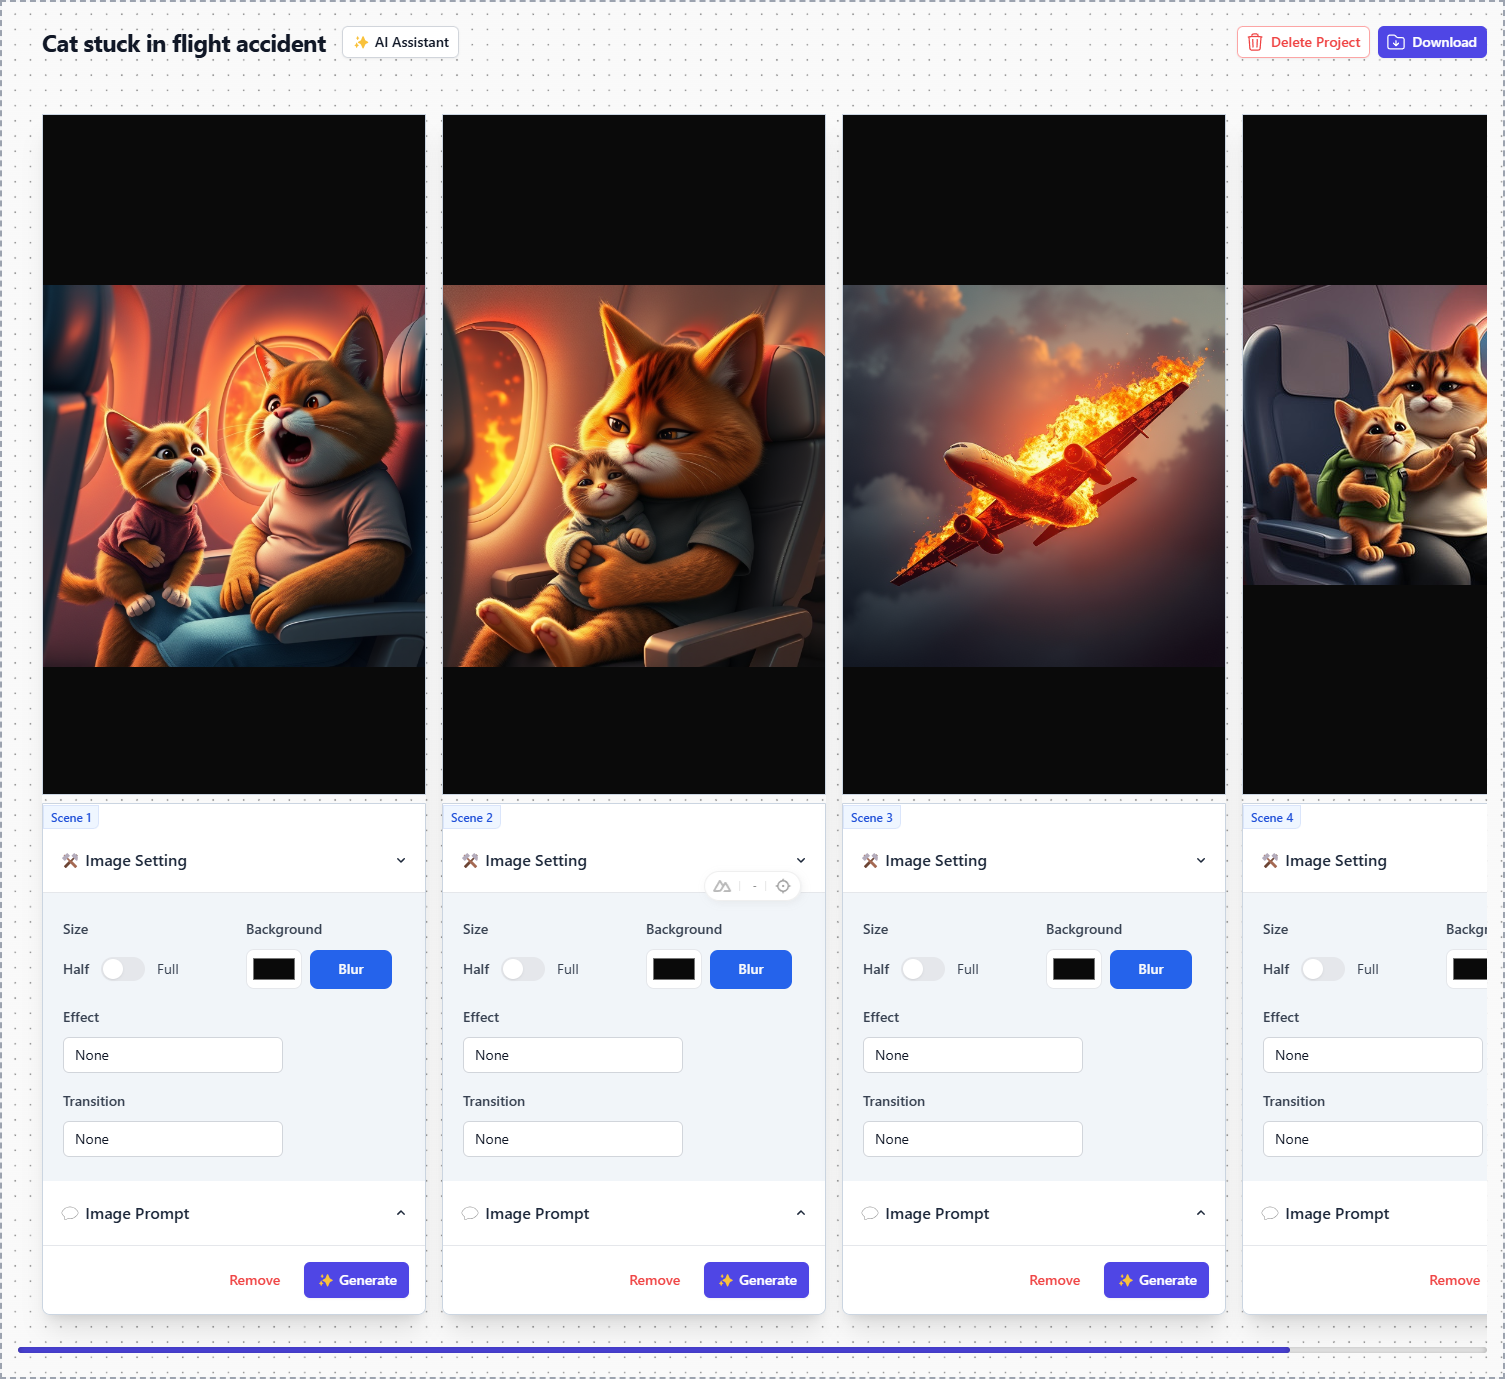 Cat stuck in flight accident
✨ AI Assistant
Delete Project
Download
Scene 1
Image Setting
Size
Background
Half
Full
Blur
Effect
None
Transition
None
Image Prompt
Remove
✨ Generate
Scene 2
Image Setting
-
Size
Background
Half
Full
Blur
Effect
None
Transition
None
Image Prompt
Remove
✨ Generate
Scene 3
Image Setting
Size
Background
Half
Full
Blur
Effect
None
Transition
None
Image Prompt
Remove
✨ Generate
Scene 4
Image Setting
Size
Backgr
Half
Full
Effect
None
Transition
None
Image Prompt
Remove